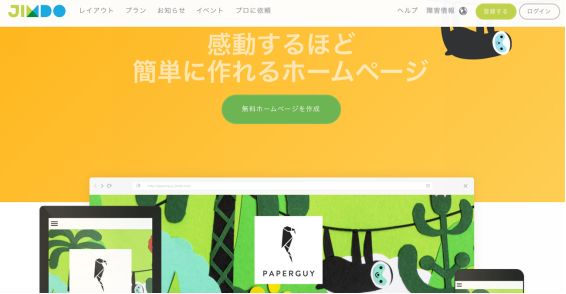 JIMDO
レイアウト
プラン
お知らせ
イベント
プロに依頼
ヘルプ
障害情報
登録する
ログイン
感動するほど
簡単に作れるホームページ
無料ホームページを作成
PAPERGUY